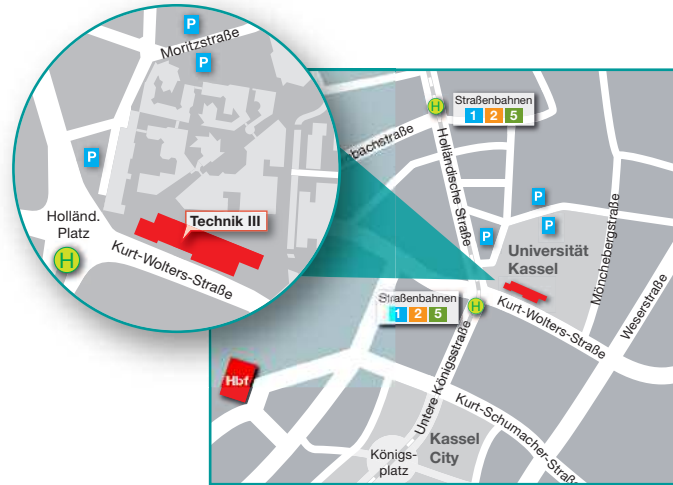 P
Moritzstraße
P
P
Technik III
Holländ.
Platz
H
Kurt-Wolters-Straße
H
Straßenbahnen
1 2 5
bachstraße
Holländische Straße
P
P
P
Universität
Kassel
Mönchebergstraße
Weserstraße
Straßenbahnen
1 2 5
H
Kurt-Wolters-Straße
Hbf
Untere Königsstraße
Kurt-Schumacher-Straße
Kassel
City
Königs-
platz